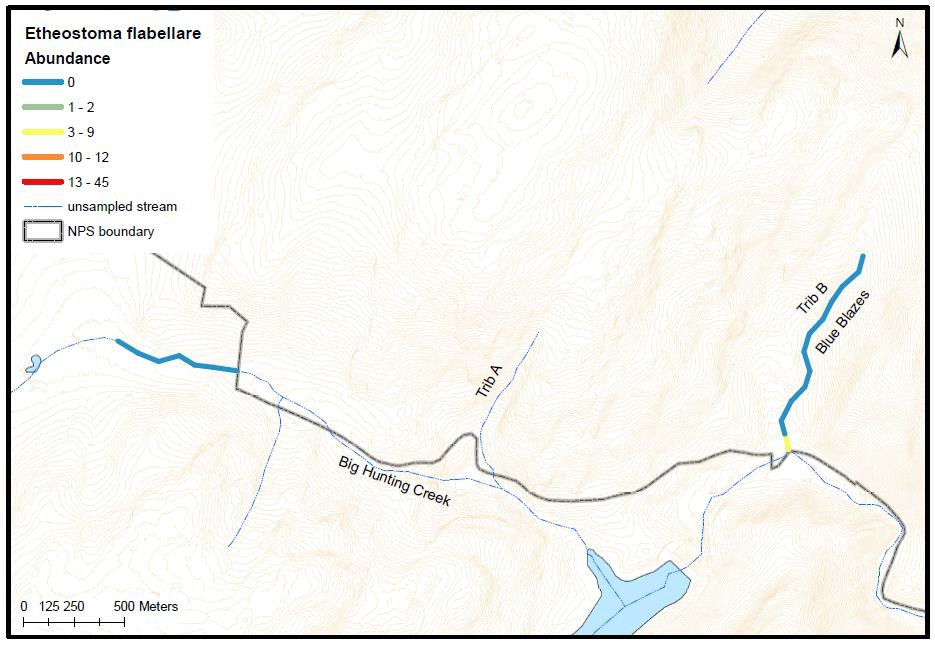 Etheostoma flabellare
Abundance
0
1 - 2
3 - 9
10 - 12
13 - 45
unsampled stream
NPS boundary
N
Trib B
Blue Blazes
Trib A
Big Hunting Creek
0 125 250 500 Meters